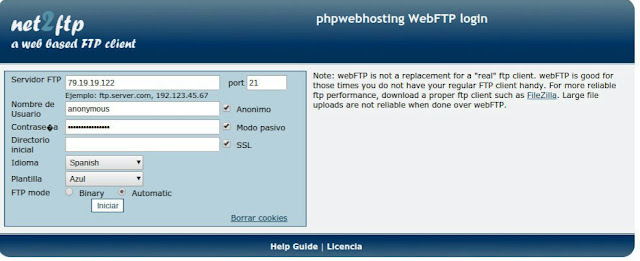 net2ftp
a web based FTP client
phpwebhosting WebFTP login
Servidor FTP 79.19.19.122 port 21
Ejemplo: ftp.server.com, 192.123.45.67
Nombre de Usuario anonymous Anonimo
Contrase�a •••••••••••••••• Modo pasivo
Directorio inicial SSL
Idioma Spanish
Plantilla Azul
FTP mode Binary Automatic
Iniciar
Borrar cookies
Note: webFTP is not a replacement for a "real" ftp client. webFTP is good for
those times you do not have your regular FTP client handy. For more reliable
ftp performance, download a proper ftp client such as FileZilla. Large file
uploads are not reliable when done over webFTP.
Help Guide | Licencia